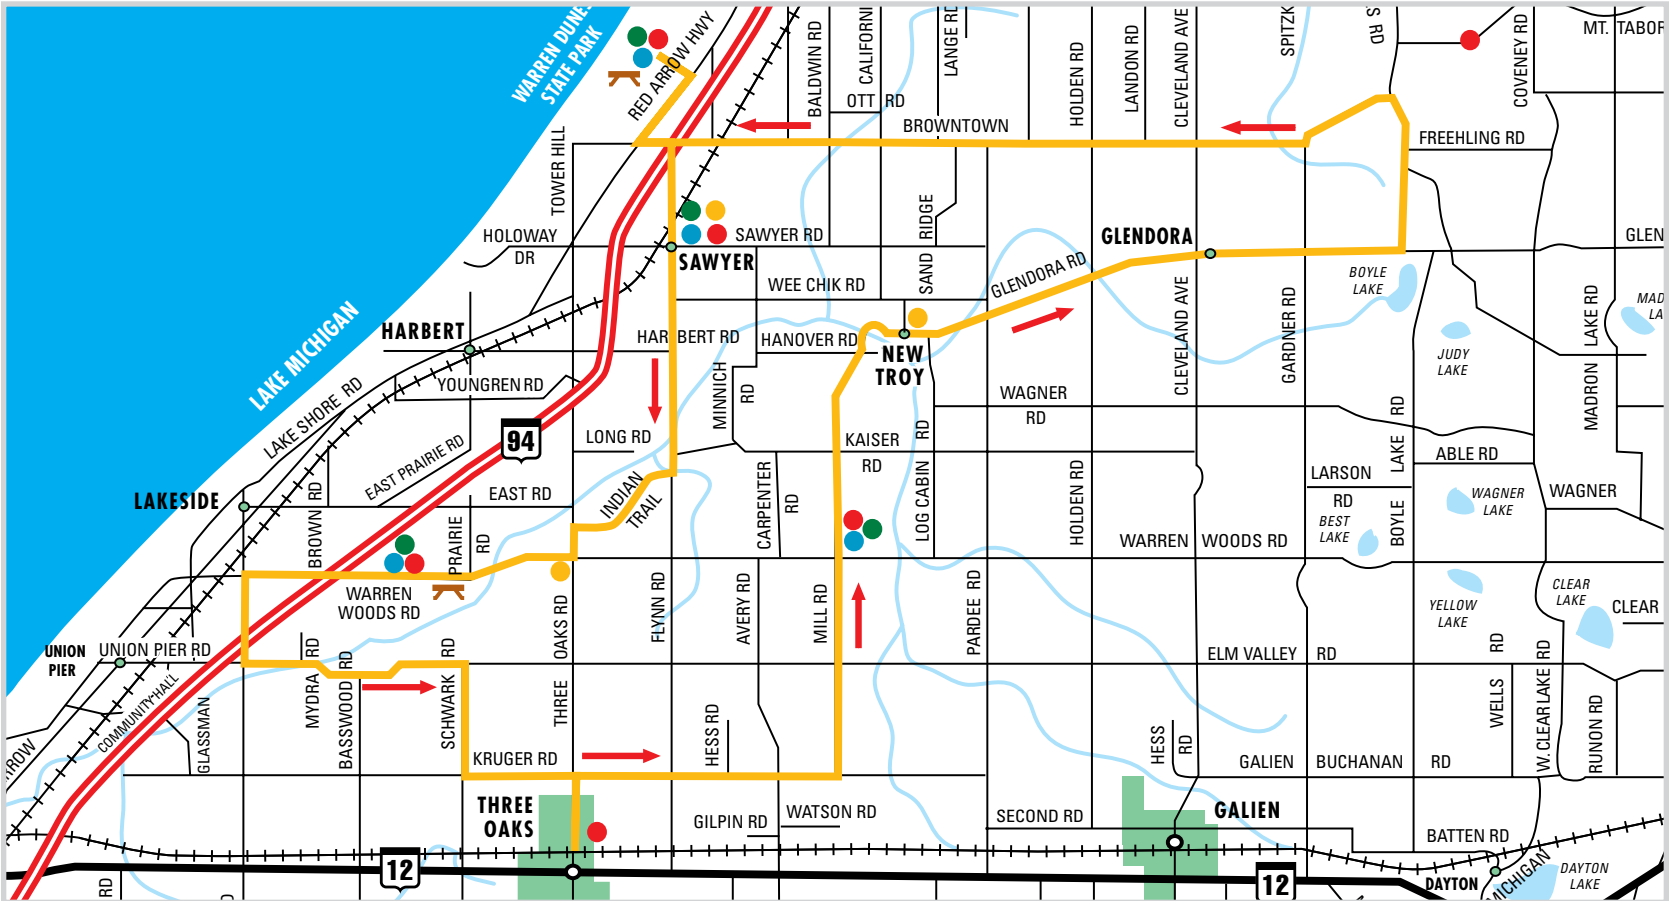 WARREN DUNES
STATE PARK
RED ARROW HWY
BALDWIN RD
CALIFORNI
LANGE RD
HOLDEN RD
LANDON RD
CLEVELAND AVE
SPITZK
S RD
COVENEY RD
MT. TABOR
OTT RD
BROWNTOWN
FREEHLING RD
TOWER HILL
HOLOWAY
DR
SAWYER RD
SAWYER
SAND RIDGE
GLENDORA
GLEN
WEE CHIK RD
GLENDORA RD
BOYLE
LAKE
LAKE MICHIGAN
HARBERT
HARBERT RD
HANOVER RD
NEW
TROY
CLEVELAND AVE
GARDNER RD
JUDY
LAKE
MADRON LAKE RD
MAD
LA
LAKE SHORE RD
YOUNGREN RD
MINNICH
RD
WAGNER
RD
94
LONG RD
KAISER
RD
EAST PRAIRIE RD
ABLE RD
LARSON
RD
BOYLE LAKE RD
WAGNER
LAKE
WAGNER
LAKESIDE
BROWN RD
EAST RD
INDIAN
TRAIL
CARPENTER
RD
LOG CABIN RD
HOLDEN RD
BEST
LAKE
PRAIRIE
RD
WARREN WOODS RD
WARREN
WOODS RD
OAKS RD
THREE
FLYNN RD
AVERY RD
MILL RD
PARDEE RD
YELLOW
LAKE
CLEAR
LAKE
CLEAR
UNION
PIER
UNION PIER RD
ELM VALLEY RD
COMMUNITY HALL
GLASSMAN
MYDRA RD
BASSWOOD RD
SCHWARK RD
WELLS RD
W. CLEAR LAKE RD
RUNON RD
RROW
KRUGER RD
HESS RD
HESS
RD
GALIEN BUCHANAN RD
THREE
OAKS
GILPIN RD
WATSON RD
SECOND RD
GALIEN
BATTEN RD
12
12
RD
D
DAYTON
MICHIGAN
DAYTON
LAKE